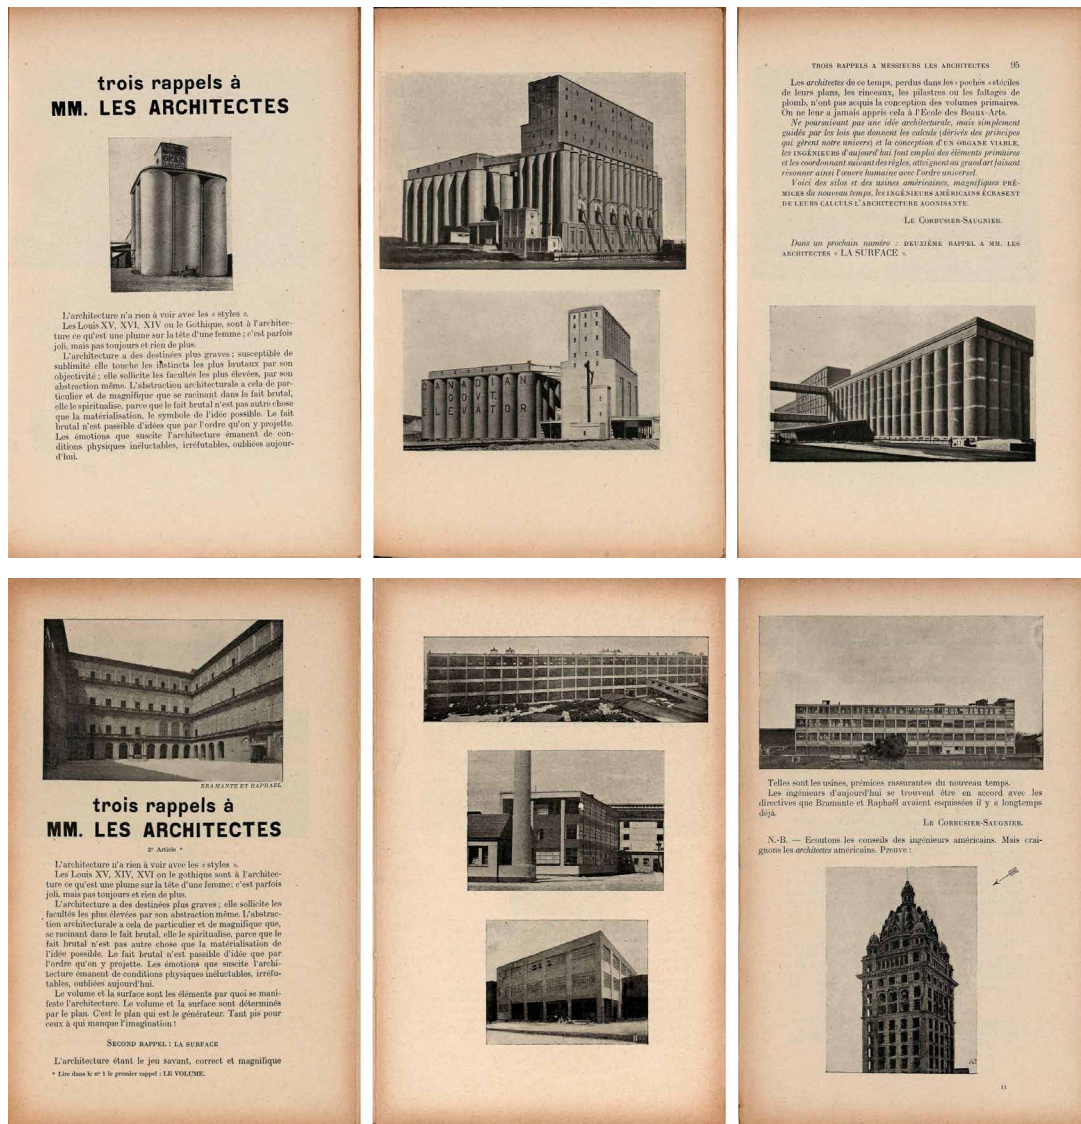 trois rappels à
MM. LES ARCHITECTES
L'architecture n'a rien à voir avec les « styles ».
Les Louis XV, XVI, XIV ou le Gothique, sont à l'architec-
ture ce qu'est une plume sur la tête d'une femme ; c'est parfois
joli, mais pas toujours et rien de plus.
L'architecture a des destinées plus graves ; susceptible de
sublimité elle touche les instincts les plus brutaux par son
objectivité ; elle sollicite les facultés les plus élevées, par son
abstraction même. L'abstraction architecturale a cela de par-
ticulier et de magnifique que se racinant dans le fait brutal,
elle le spiritualise, parce que le fait brutal n'est pas autre chose
que la matérialisation, le symbole de l'idée possible. Le fait
brutal n'est passible d'idées que par l'ordre qu'on y projette.
Les émotions que suscite l'architecture émanent de con-
ditions physiques inéluctables, irréfutables, oubliées aujour-
d'hui.
CANADIAN
GOVT.
ELEVATOR
TROIS RAPPELS A MESSIEURS LES ARCHITECTES 95
Les architectes de ce temps, perdus dans les « pochés » stériles
de leurs plans, les rinceaux, les pilastres ou les faîtages de
plomb, n'ont pas acquis la conception des volumes primaires.
On ne leur a jamais appris cela à l'Ecole des Beaux-Arts.
Ne poursuivant pas une idée architecturale, mais simplement
guidés par les lois que donnent les calculs (dérivés des principes
qui gèrent notre univers) et la conception d'UN ORGANE VIABLE,
les INGÉNIEURS d'aujourd'hui font emploi des éléments primaires
et les coordonnant suivant des règles, atteignent au grand art faisant
résonner ainsi l'œuvre humaine avec l'ordre universel.
Voici des silos et des usines américaines, magnifiques PRÉ-
MICES du nouveau temps, les INGÉNIEURS AMÉRICAINS ÉCRASENT
DE LEURS CALCULS L'ARCHITECTURE AGONISANTE.
LE CORBUSIER-SAUGNIER.
Dans un prochain numéro : DEUXIÈME RAPPEL A MM. LES
ARCHITECTES « LA SURFACE ».
BRAMANTE ET RAPHAEL
trois rappels à
MM. LES ARCHITECTES
2e Article *
L'architecture n'a rien à voir avec les « styles ».
Les Louis XV, XIV, XVI ou le gothique sont à l'architec-
ture ce qu'est une plume sur la tête d'une femme; c'est parfois
joli, mais pas toujours et rien de plus.
L'architecture a des destinées plus graves ; elle sollicite les
facultés les plus élevées par son abstraction même. L'abstrac-
tion architecturale a cela de particulier et de magnifique que,
se racinant dans le fait brutal, elle le spiritualise, parce que le
fait brutal n'est pas autre chose que la matérialisation de
l'idée possible. Le fait brutal n'est passible d'idée que par
l'ordre qu'on y projette. Les émotions que suscite l'archi-
tecture émanent de conditions physiques inéluctables, irréfu-
tables, oubliées aujourd'hui.
Le volume et la surface sont les éléments par quoi se mani-
feste l'architecture. Le volume et la surface sont déterminés
par le plan. C'est le plan qui est le générateur. Tant pis pour
ceux à qui manque l'imagination !
SECOND RAPPEL : LA SURFACE
L'architecture étant le jeu savant, correct et magnifique
* Lire dans le nº 1 le premier rappel : LE VOLUME.
Telles sont les usines, prémices rassurantes du nouveau temps.
Les ingénieurs d'aujourd'hui se trouvent être en accord avec les
directives que Bramante et Raphaël avaient esquissées il y a longtemps
déjà.
LE CORBUSIER-SAUGNIER.
N.-B. — Ecoutons les conseils des ingénieurs américains. Mais crai-
gnons les architectes américains. Preuve :
11